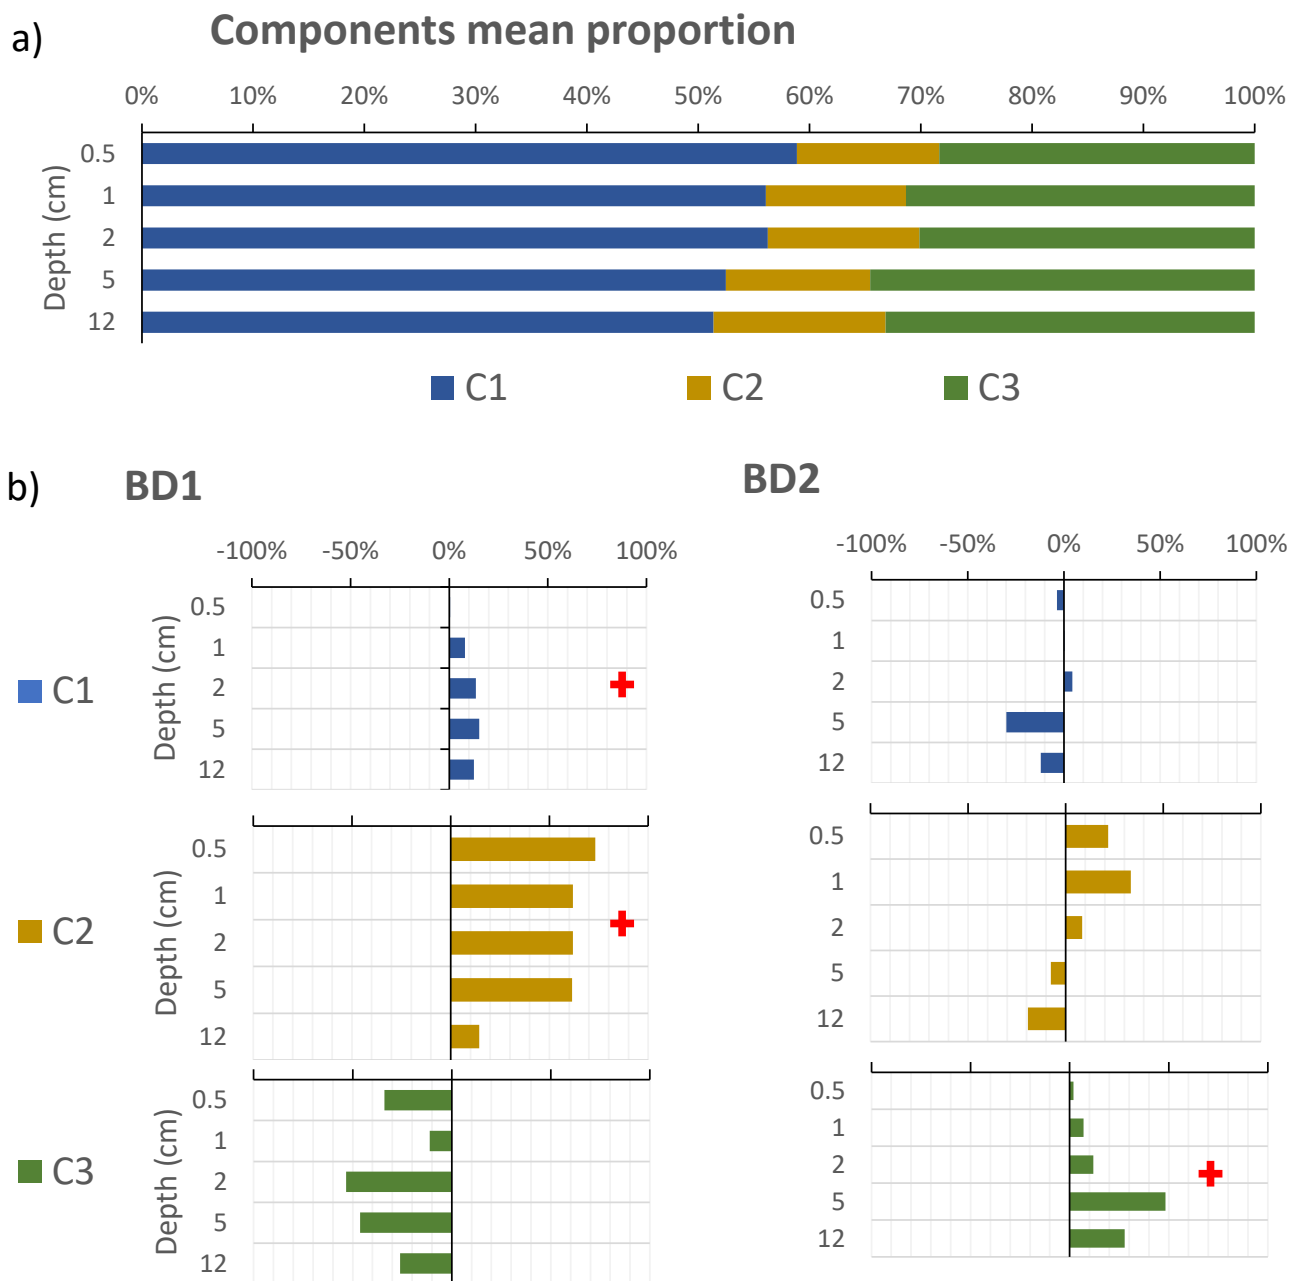 a) Components mean proportion
0% 10% 20% 30% 40% 50% 60% 70% 80% 90% 100%
Depth (cm)
0.5
1
2
5
12
C1 C2 C3
b) BD1 BD2
-100% -50% 0% 50% 100%
-100% -50% 0% 50% 100%
C1
Depth (cm)
0.5
1
2
5
12
0.5
1
2
5
12
C2
Depth (cm)
0.5
1
2
5
12
0.5
1
2
5
12
C3
Depth (cm)
0.5
1
2
5
12
0.5
1
2
5
12